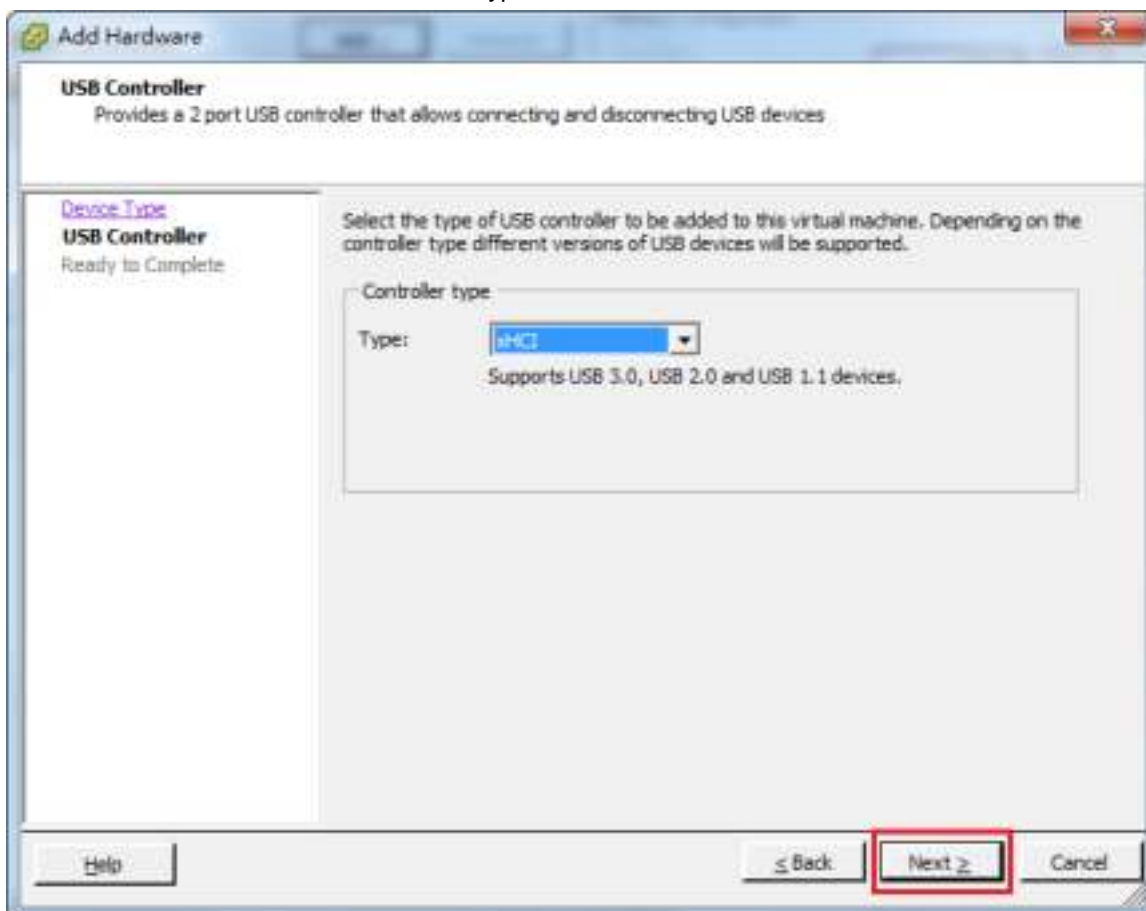 Add Hardware
USB Controller
Provides a 2 port USB controller that allows connecting and disconnecting USB devices
Device Type
USB Controller
Ready to Complete
Select the type of USB controller to be added to this virtual machine. Depending on the
controller type different versions of USB devices will be supported.
Controller type
Type: xHCI
Supports USB 3.0, USB 2.0 and USB 1.1 devices.
Help
≤ Back
Next ≥
Cancel